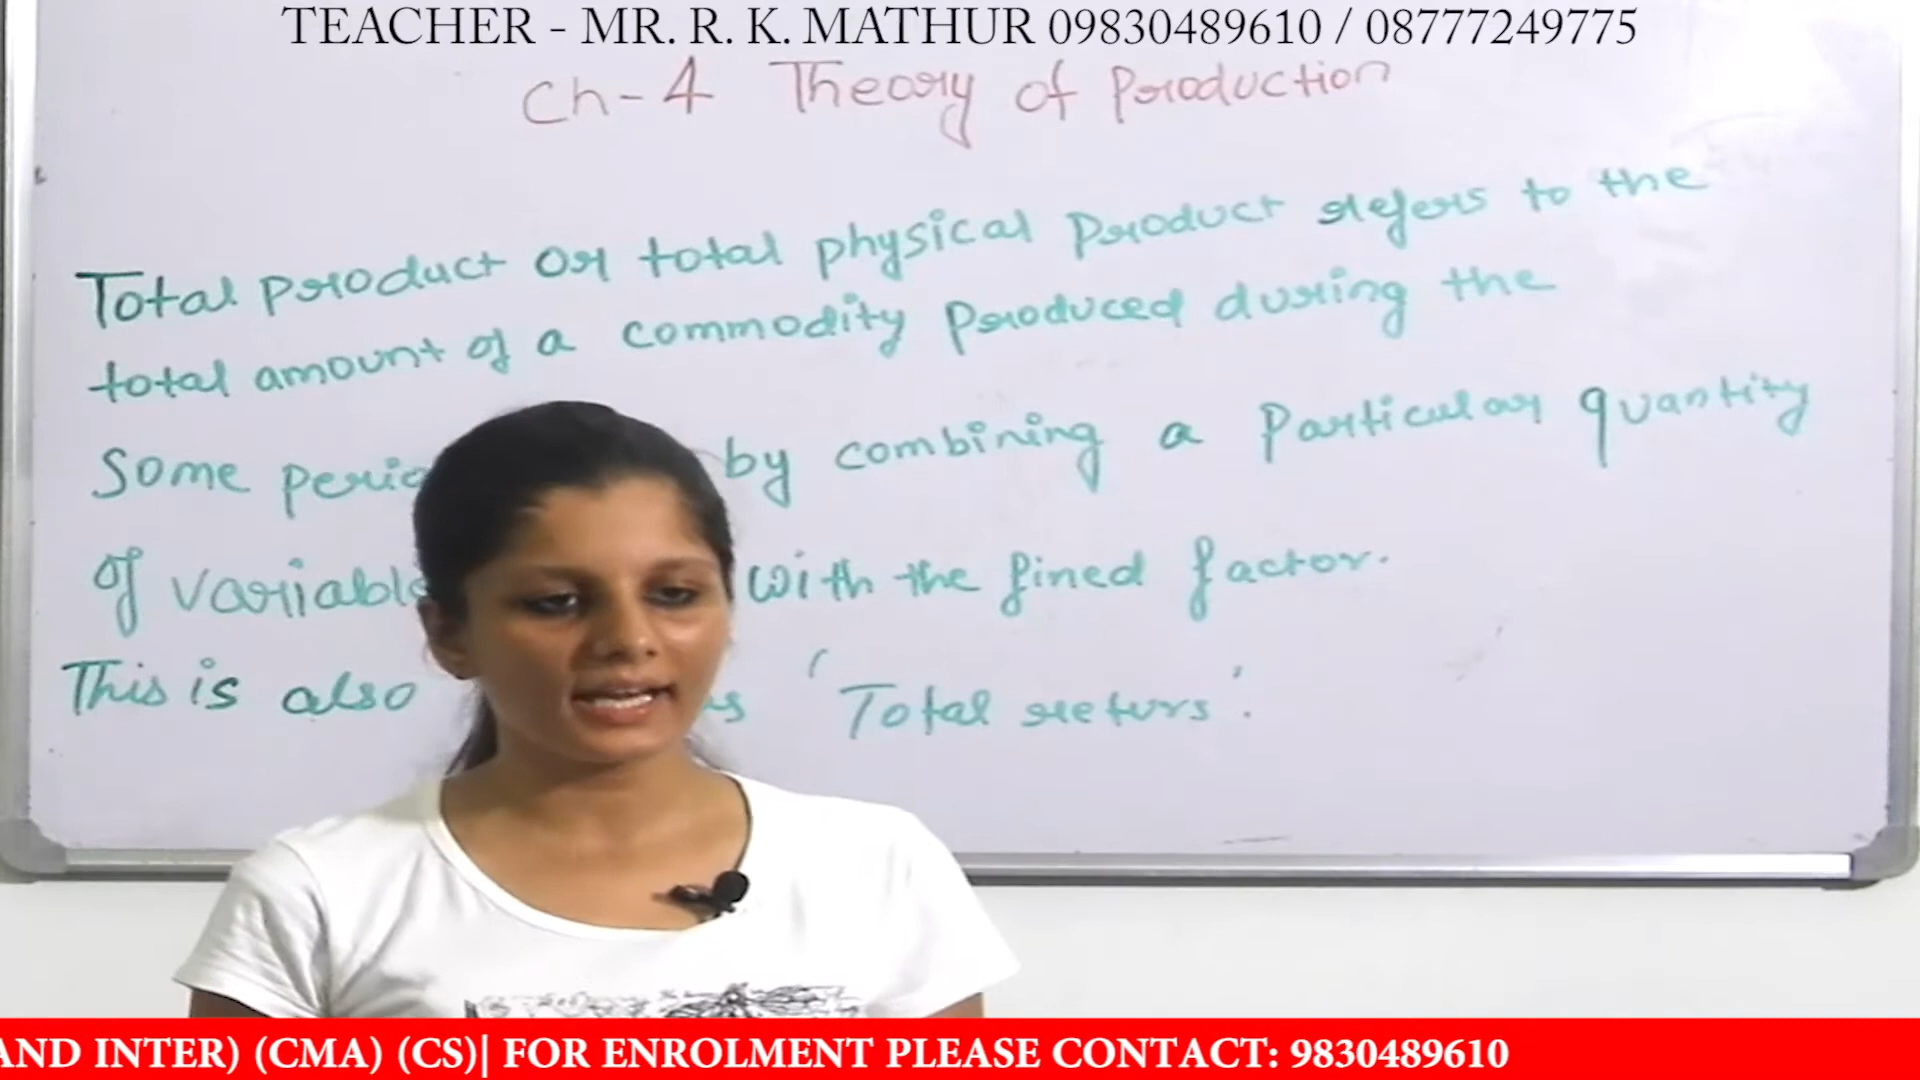 TEACHER - MR. R. K. MATHUR 09830489610 / 08777249775
Ch-4 Theory of Production
Total product or total physical Product refers to the
total amount of a commodity Produced during the
Some by combining a Particular quantity
of with the fined factor.
This is also 'Total returs'.
AND INTER) (CMA) (CS)| FOR ENROLMENT PLEASE CONTACT: 9830489610